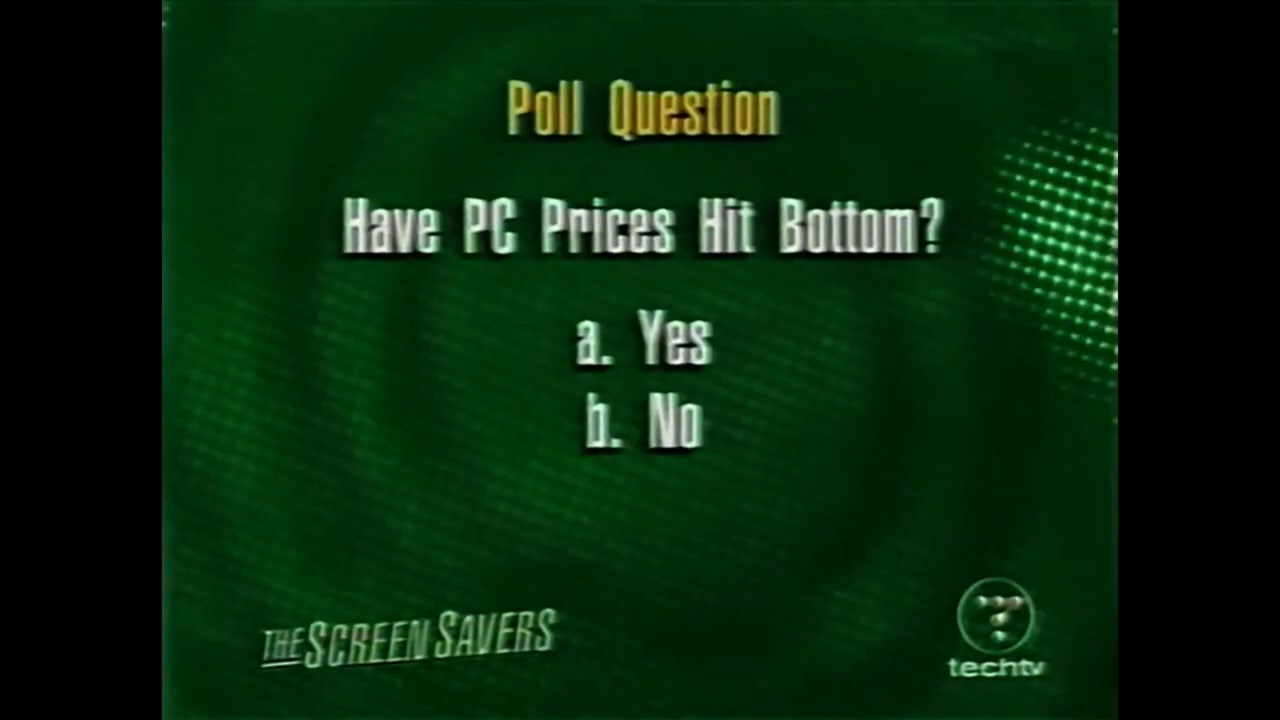 Poll Question
Have PC Prices Hit Bottom?
a. Yes
b. No
THE SCREEN SAVERS
techtv